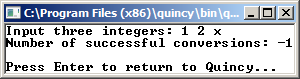 C:\Program Files (x86)\quincy\bin\q...
Input three integers: 1 2 x
Number of successful conversions: -1
Press Enter to return to Quincy...